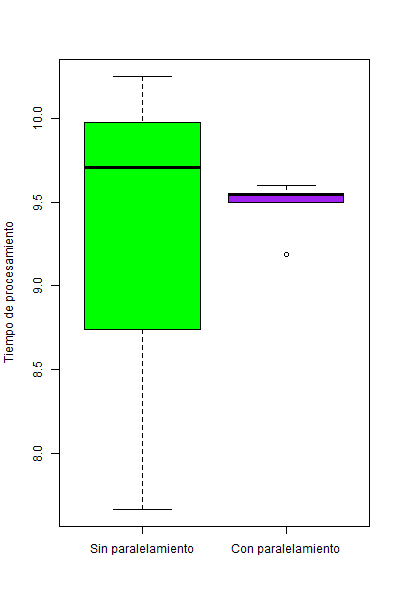 Tiempo de procesamiento
10.0
9.5
9.0
8.5
8.0
Sin paralelamiento
Con paralelamiento